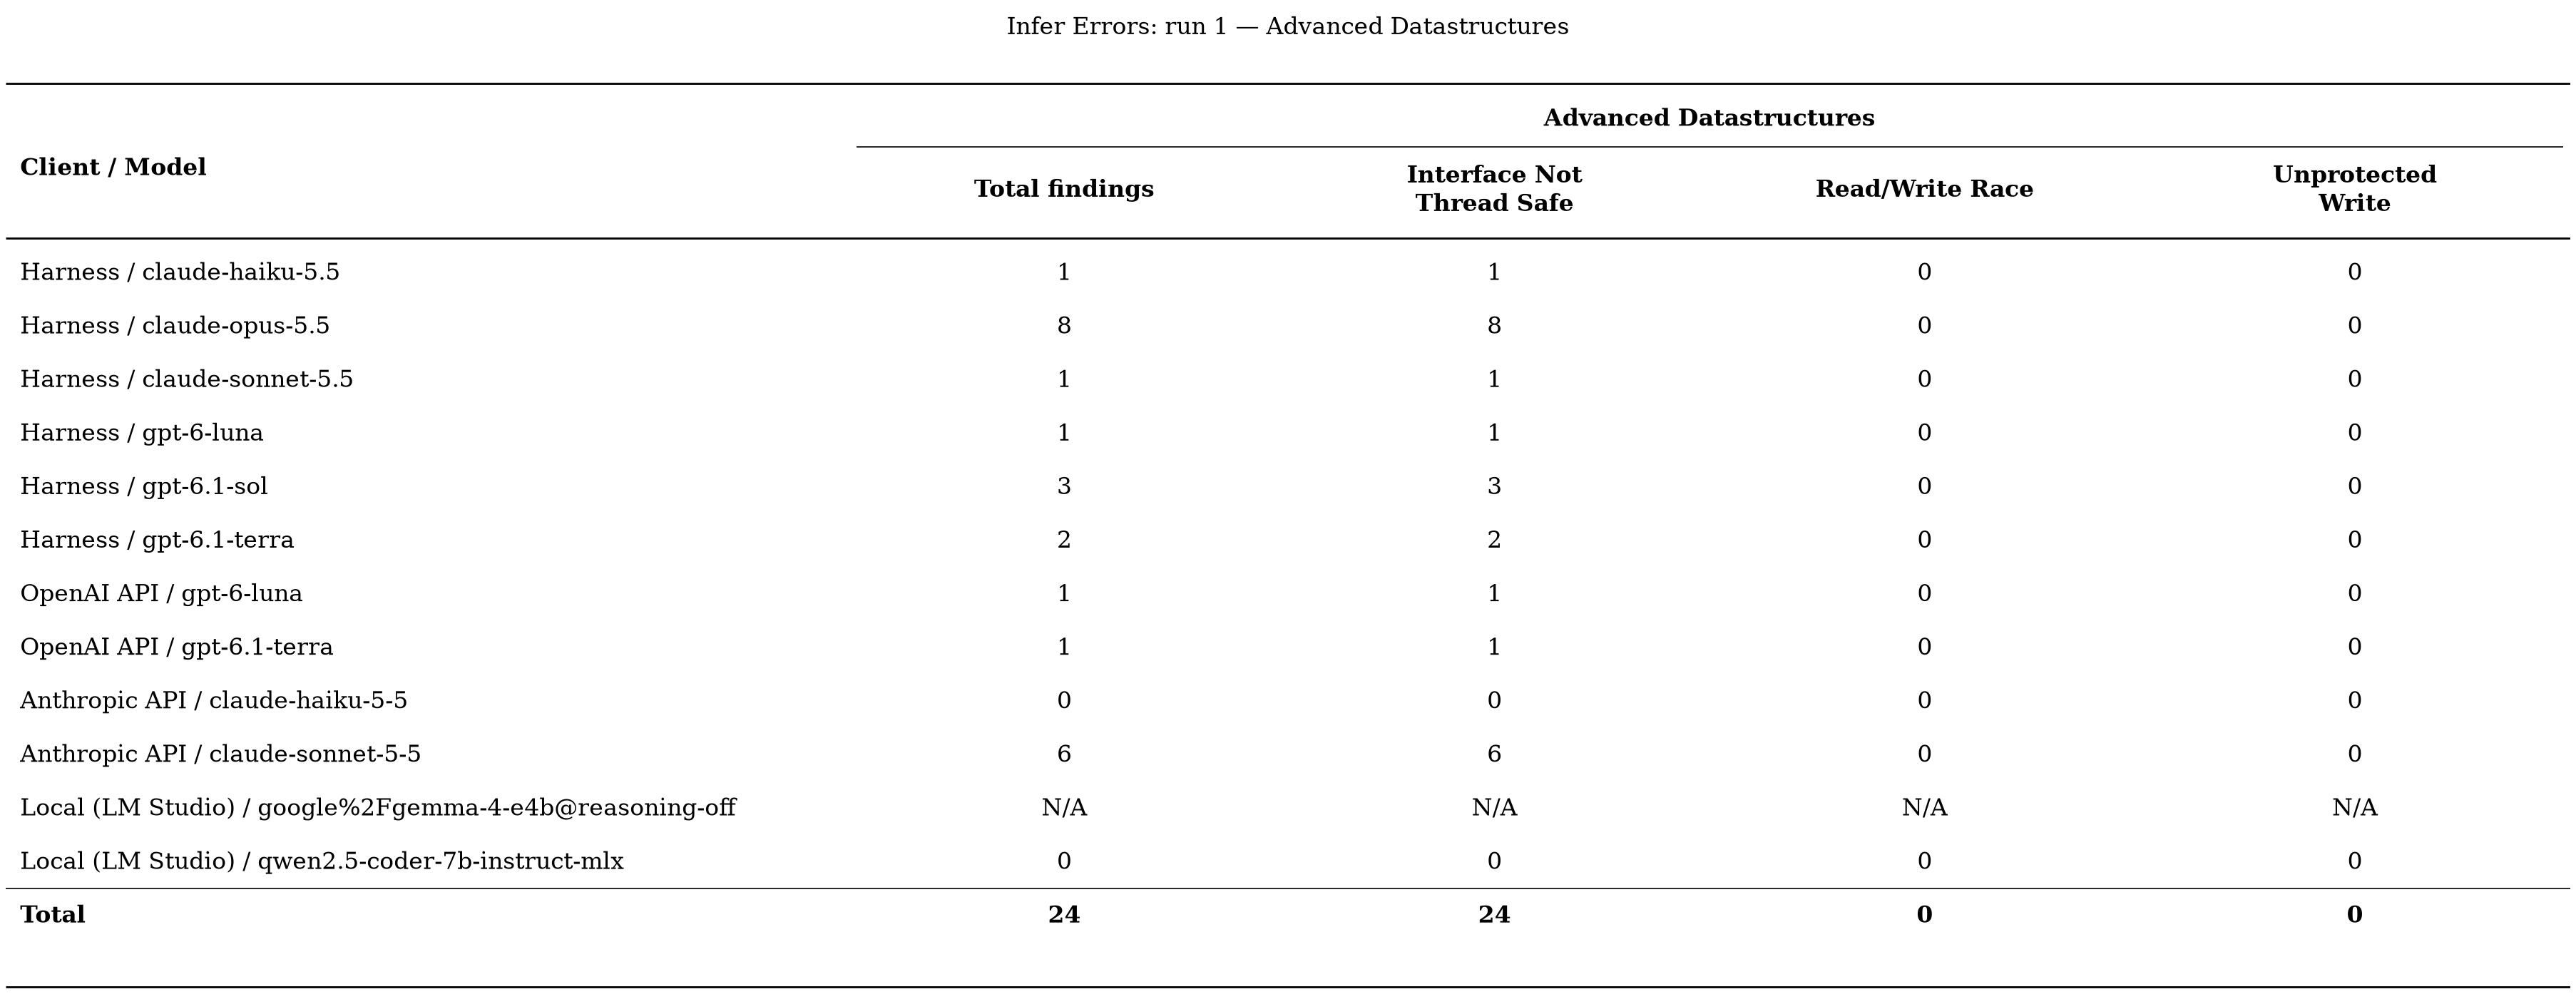 Infer Errors: run 1 — Advanced Datastructures
Advanced Datastructures
Client / Model
Total findings
Interface Not
Thread Safe
Read/Write Race
Unprotected
Write
Harness / claude-haiku-5.5 1 1 0 0
Harness / claude-opus-5.5 8 8 0 0
Harness / claude-sonnet-5.5 1 1 0 0
Harness / gpt-6-luna 1 1 0 0
Harness / gpt-6.1-sol 3 3 0 0
Harness / gpt-6.1-terra 2 2 0 0
OpenAI API / gpt-6-luna 1 1 0 0
OpenAI API / gpt-6.1-terra 1 1 0 0
Anthropic API / claude-haiku-5-5 0 0 0 0
Anthropic API / claude-sonnet-5-5 6 6 0 0
Local (LM Studio) / google%2Fgemma-4-e4b@reasoning-off N/A N/A N/A N/A
Local (LM Studio) / qwen2.5-coder-7b-instruct-mlx 0 0 0 0
Total 24 24 0 0